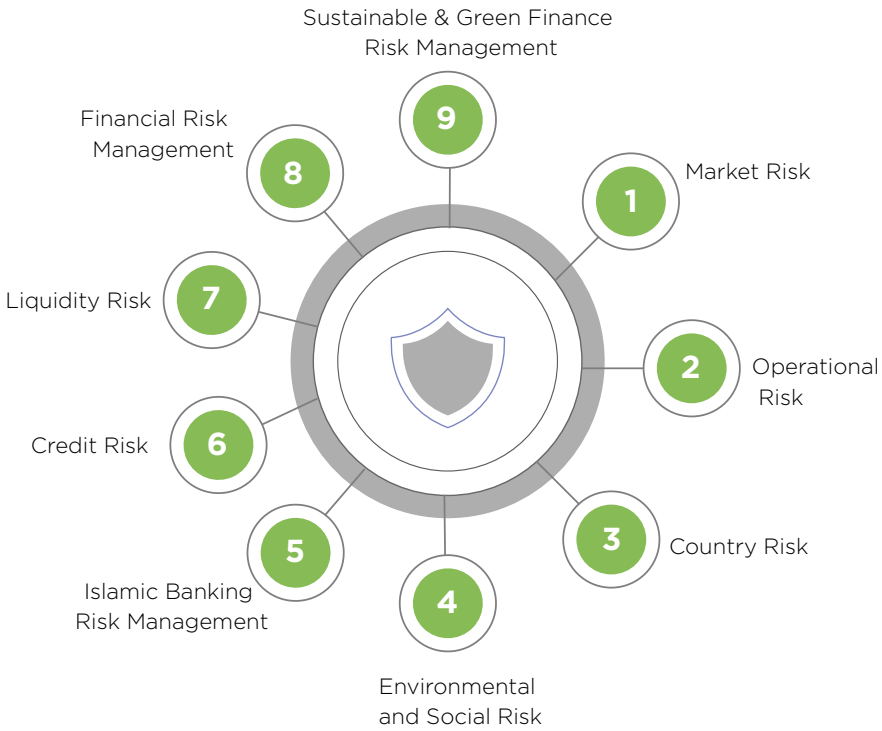 Sustainable & Green Finance
Risk Management
9
Financial Risk
Management
8
1
Market Risk
Liquidity Risk
7
2
Operational
Risk
Credit Risk
6
3
Country Risk
5
Islamic Banking
Risk Management
4
Environmental
and Social Risk